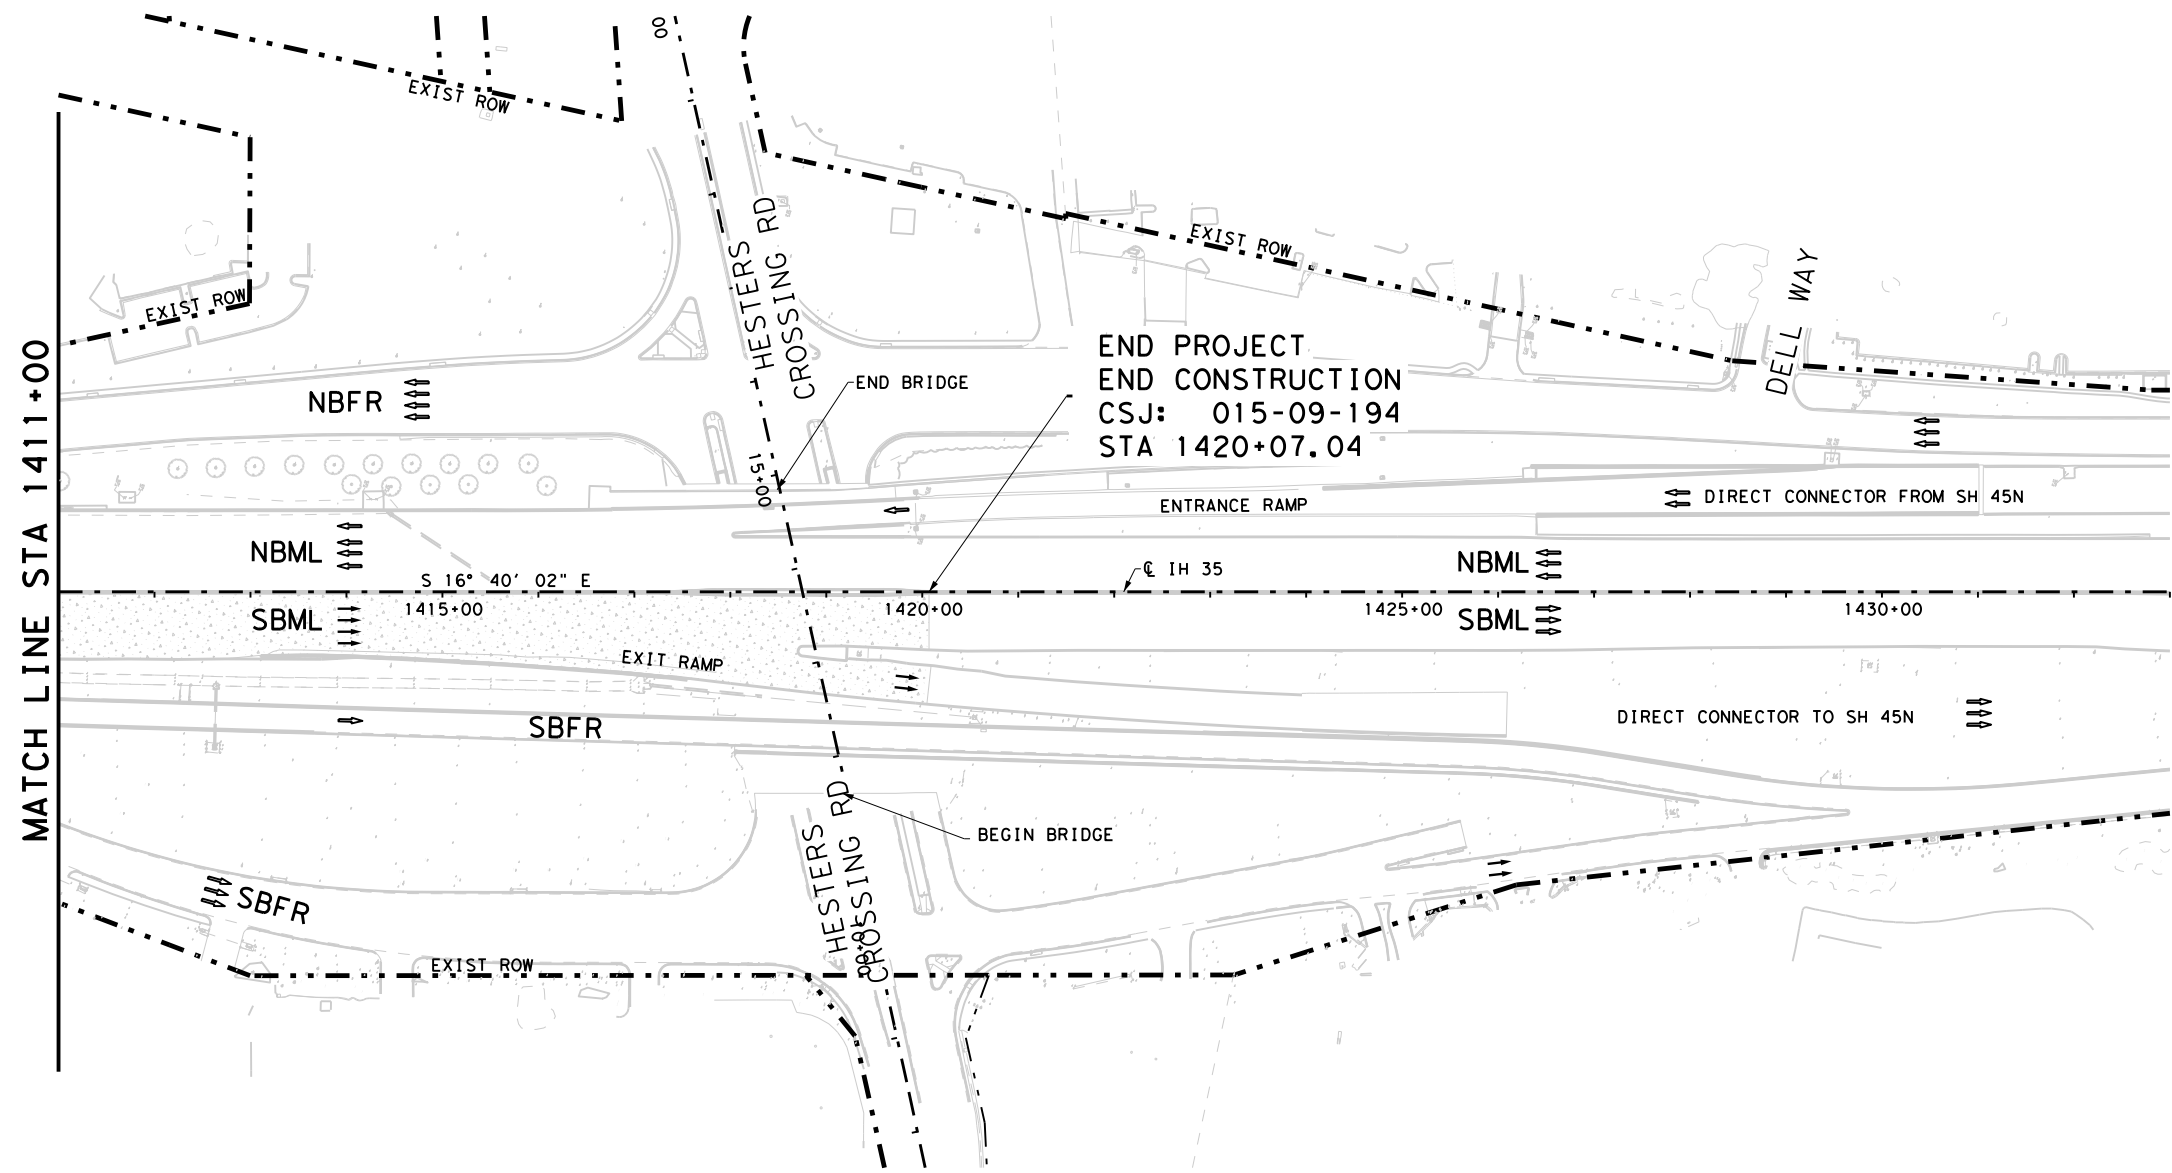 00
EXIST ROW
EXIST ROW
EXIST ROW
HESTERS
CROSSING RD
DELL WAY
END PROJECT
END CONSTRUCTION
CSJ: 015-09-194
STA 1420+07.04
END BRIDGE
NBFR
15+00
ENTRANCE RAMP
DIRECT CONNECTOR FROM SH 45N
NBML
NBML
S 16° 40' 02" E
℄ IH 35
MATCH LINE STA 1411+00
1415+00
1420+00
1425+00
1430+00
SBML
SBML
EXIT RAMP
SBFR
DIRECT CONNECTOR TO SH 45N
BEGIN BRIDGE
HESTERS
CROSSING RD
SBFR
EXIST ROW